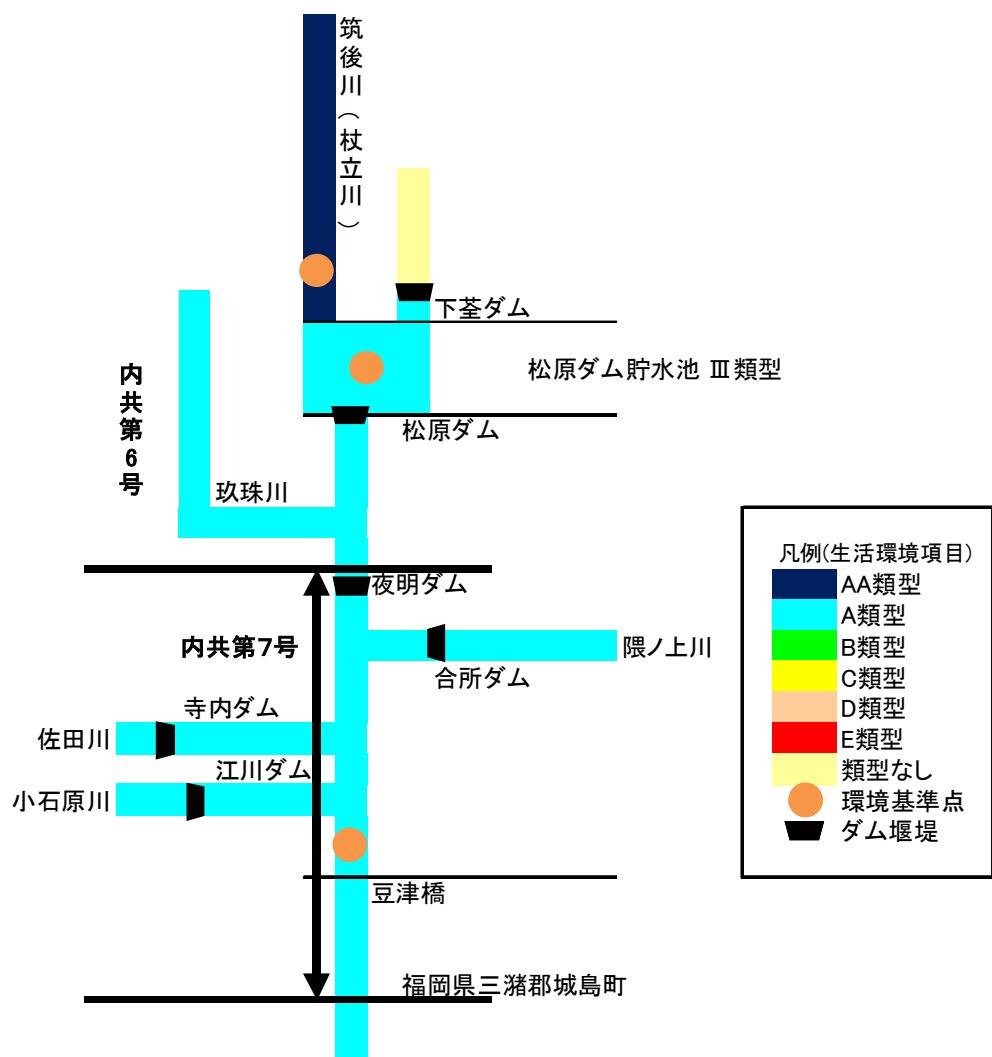 筑後川(杖立川)
下荃ダム
松原ダム貯水池 Ⅲ類型
松原ダム
内共第6号
玖珠川
夜明ダム
内共第7号
隈ノ上川
合所ダム
寺内ダム
佐田川
江川ダム
小石原川
豆津橋
福岡県三潴郡城島町
凡例(生活環境項目)
AA類型
A類型
B類型
C類型
D類型
E類型
類型なし
環境基準点
ダム堰堤